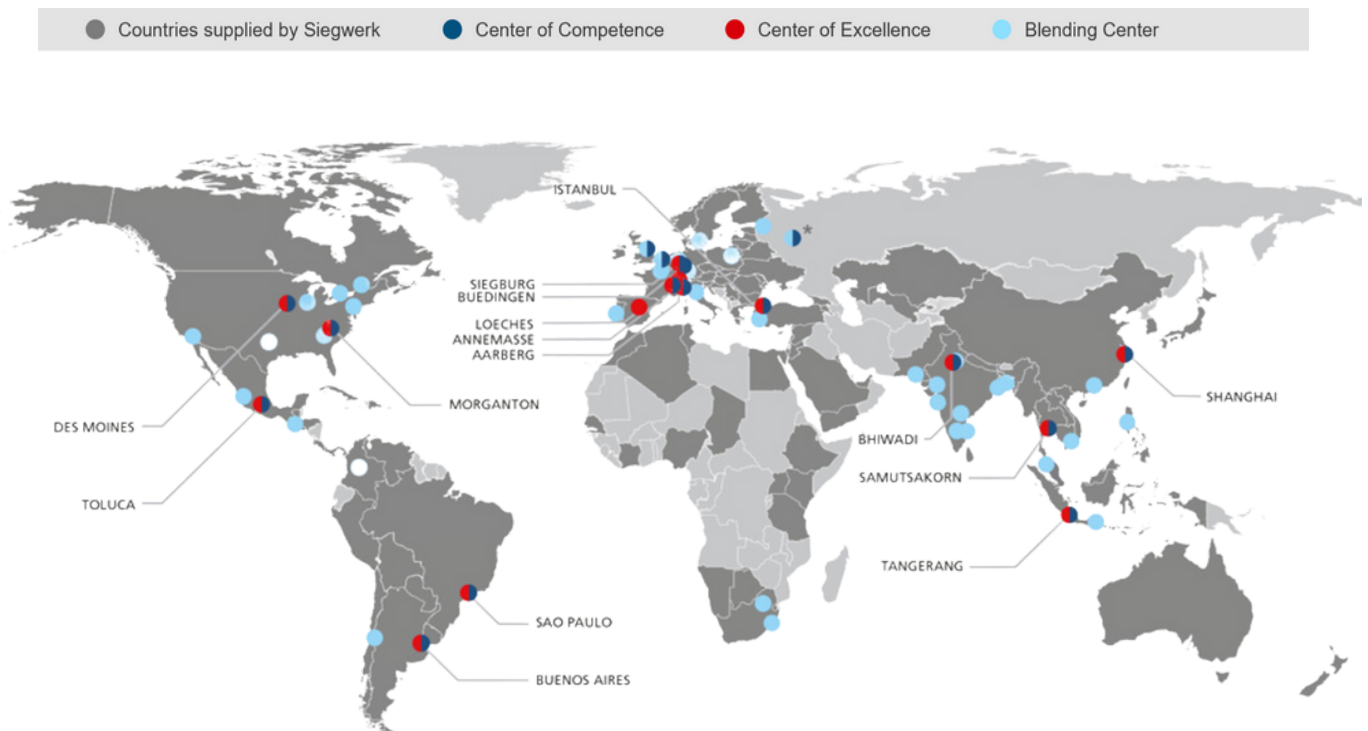 Countries supplied by Siegwerk
Center of Competence
Center of Excellence
Blending Center
ISTANBUL
*
SIEGBURG
BUEDINGEN
LOECHES
ANNEMASSE
AARBERG
DES MOINES
MORGANTON
TOLUCA
SHANGHAI
BHIWADI
SAMUTSAKORN
TANGERANG
SAO PAULO
BUENOS AIRES